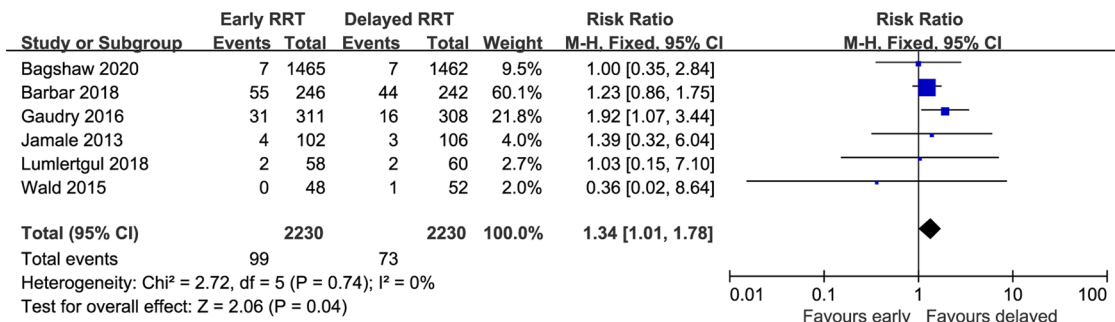 Early RRT Delayed RRT Risk Ratio Risk Ratio
Study or Subgroup Events Total Events Total Weight M-H, Fixed, 95% CI M-H, Fixed, 95% CI
Bagshaw 2020 7 1465 7 1462 9.5% 1.00 [0.35, 2.84]
Barbar 2018 55 246 44 242 60.1% 1.23 [0.86, 1.75]
Gaudry 2016 31 311 16 308 21.8% 1.92 [1.07, 3.44]
Jamale 2013 4 102 3 106 4.0% 1.39 [0.32, 6.04]
Lumlertgul 2018 2 58 2 60 2.7% 1.03 [0.15, 7.10]
Wald 2015 0 48 1 52 2.0% 0.36 [0.02, 8.64]
Total (95% CI) 2230 2230 100.0% 1.34 [1.01, 1.78]
Total events 99 73
Heterogeneity: Chi² = 2.72, df = 5 (P = 0.74); I² = 0%
Test for overall effect: Z = 2.06 (P = 0.04)
0.01 0.1 1 10 100
Favours early Favours delayed